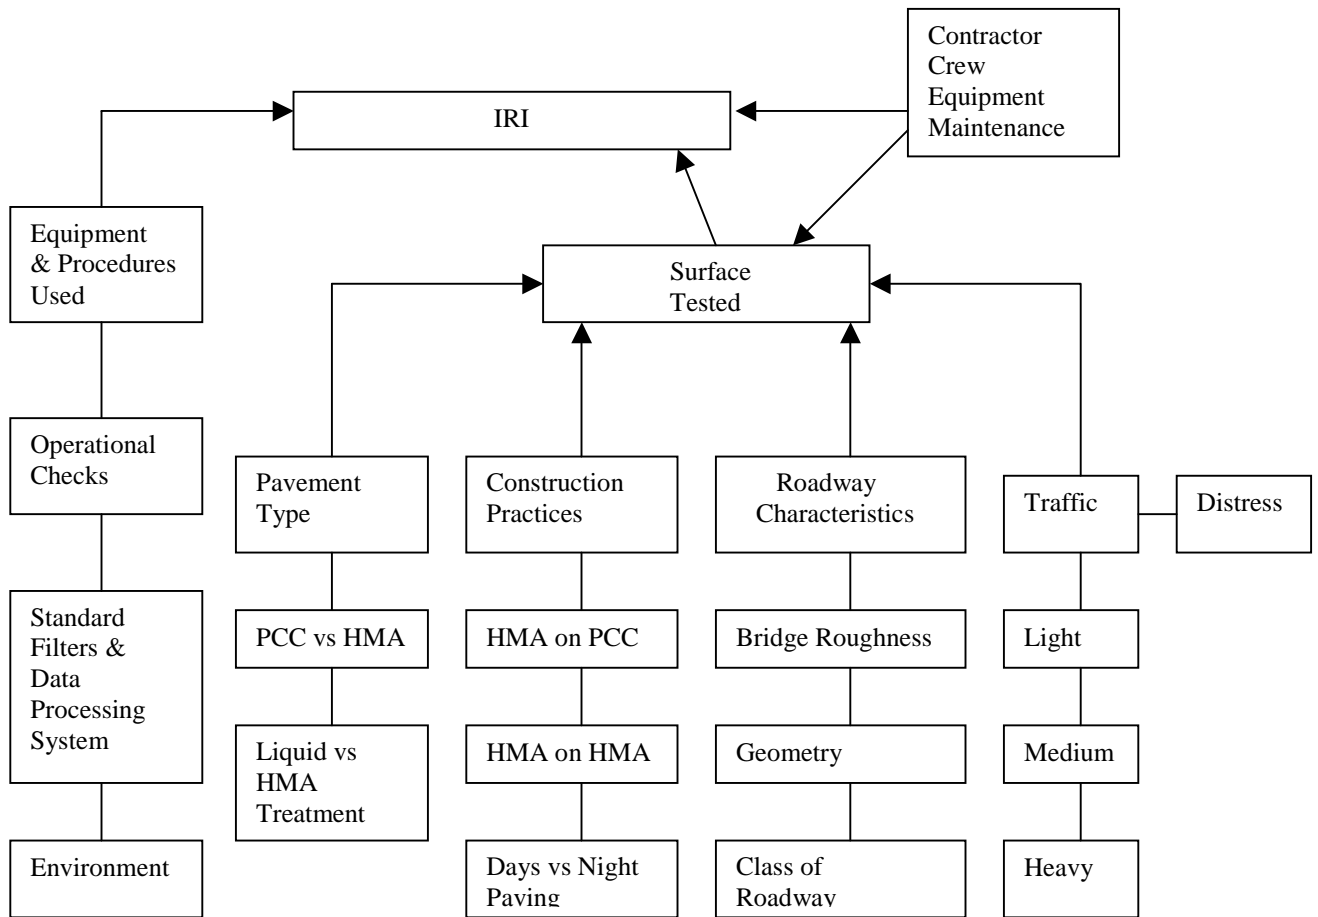 Contractor
Crew
Equipment
Maintenance
IRI
Equipment
& Procedures
Used
Surface
Tested
Operational
Checks
Pavement
Type
Construction
Practices
Roadway
Characteristics
Traffic
Distress
Standard
Filters &
Data
Processing
System
PCC vs HMA
HMA on PCC
Bridge Roughness
Light
Liquid vs
HMA
Treatment
HMA on HMA
Geometry
Medium
Environment
Days vs Night
Paving
Class of
Roadway
Heavy